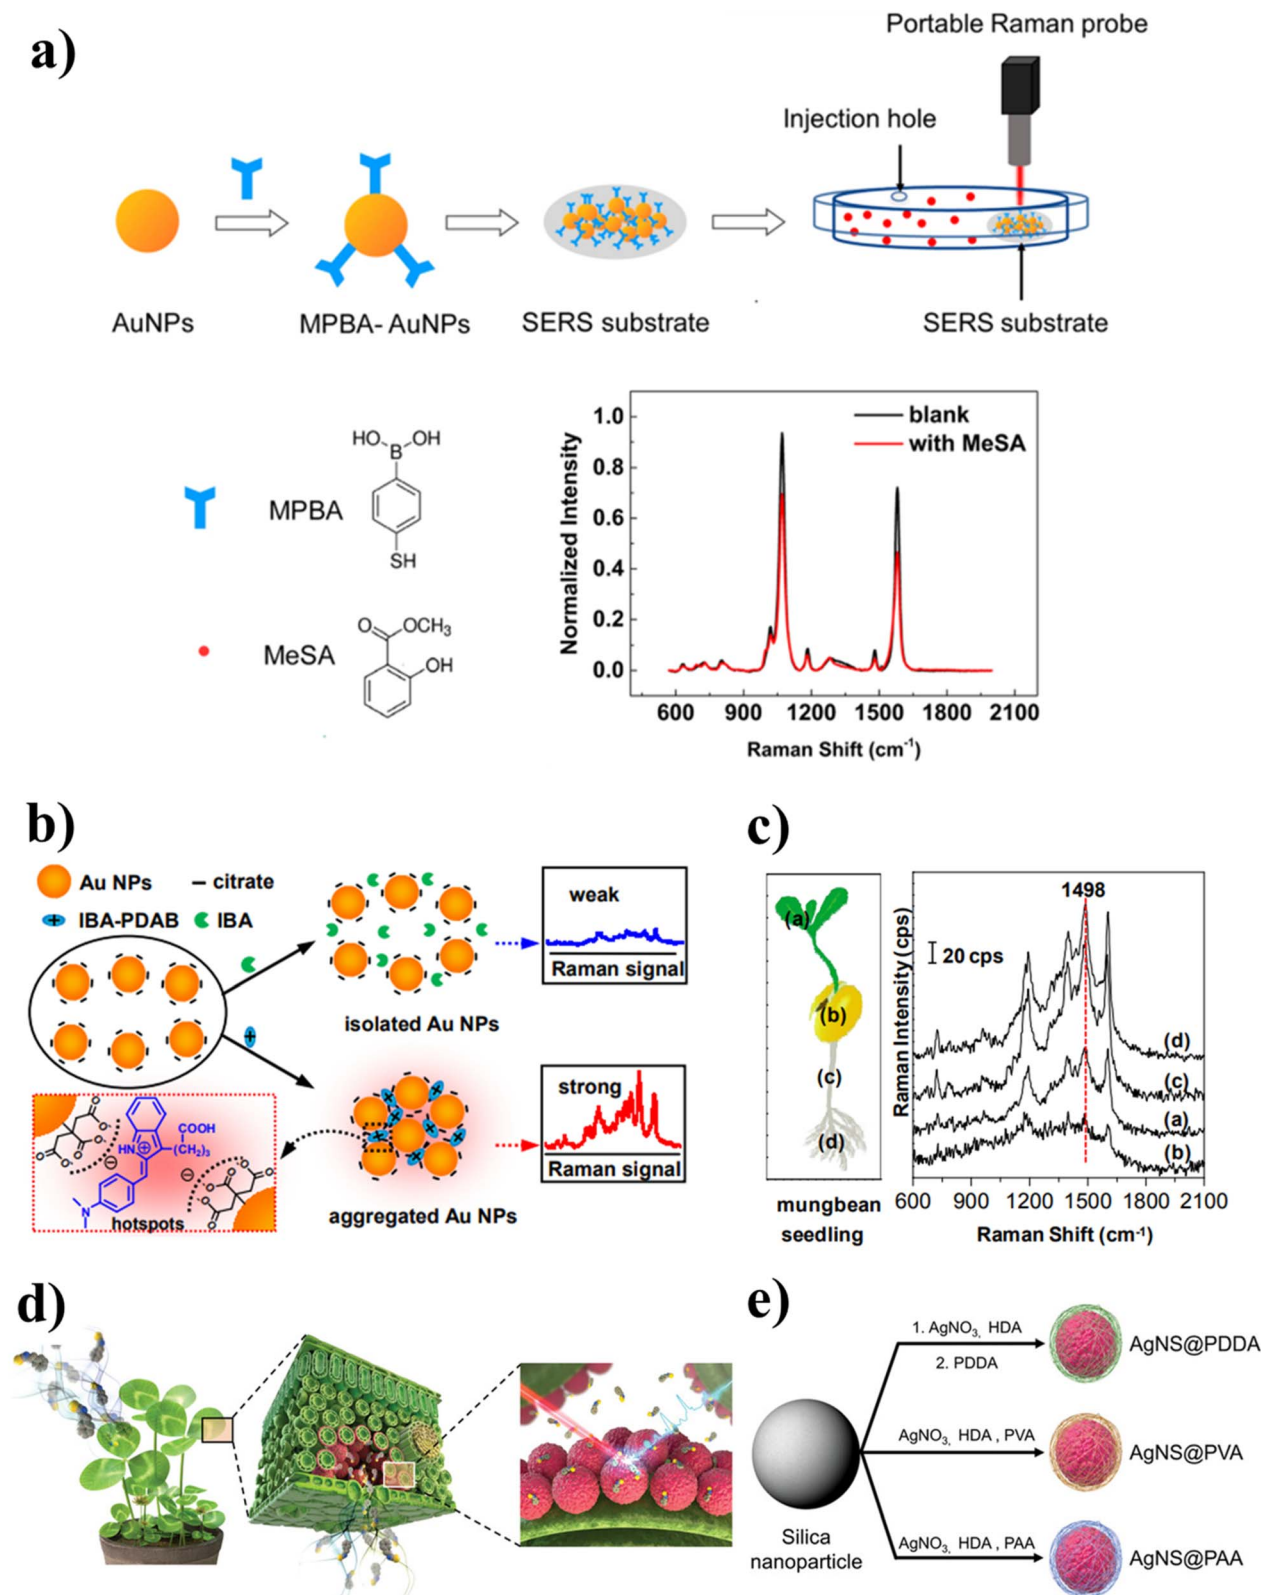 a)
Portable Raman probe
Injection hole
AuNPs
MPBA- AuNPs
SERS substrate
SERS substrate
MPBA
HO
OH
B
SH
MeSA
O
OCH3
OH
Normalized Intensity
1.0
0.8
0.6
0.4
0.2
0.0
blank
with MeSA
600 900 1200 1500 1800 2100
Raman Shift (cm-1)
b)
Au NPs
citrate
IBA-PDAB
IBA
isolated Au NPs
weak
Raman signal
aggregated Au NPs
strong
Raman signal
COOH
(CH2)3
NH
N
hotspots
c)
(a)
(b)
(c)
(d)
mungbean
seedling
1498
20 cps
Raman Intensity (cps)
(d)
(c)
(a)
(b)
600 900 1200 1500 1800 2100
Raman Shift (cm-1)
d)
e)
Silica
nanoparticle
1. AgNO3, HDA
2. PDDA
AgNS@PDDA
AgNO3, HDA , PVA
AgNS@PVA
AgNO3, HDA , PAA
AgNS@PAA